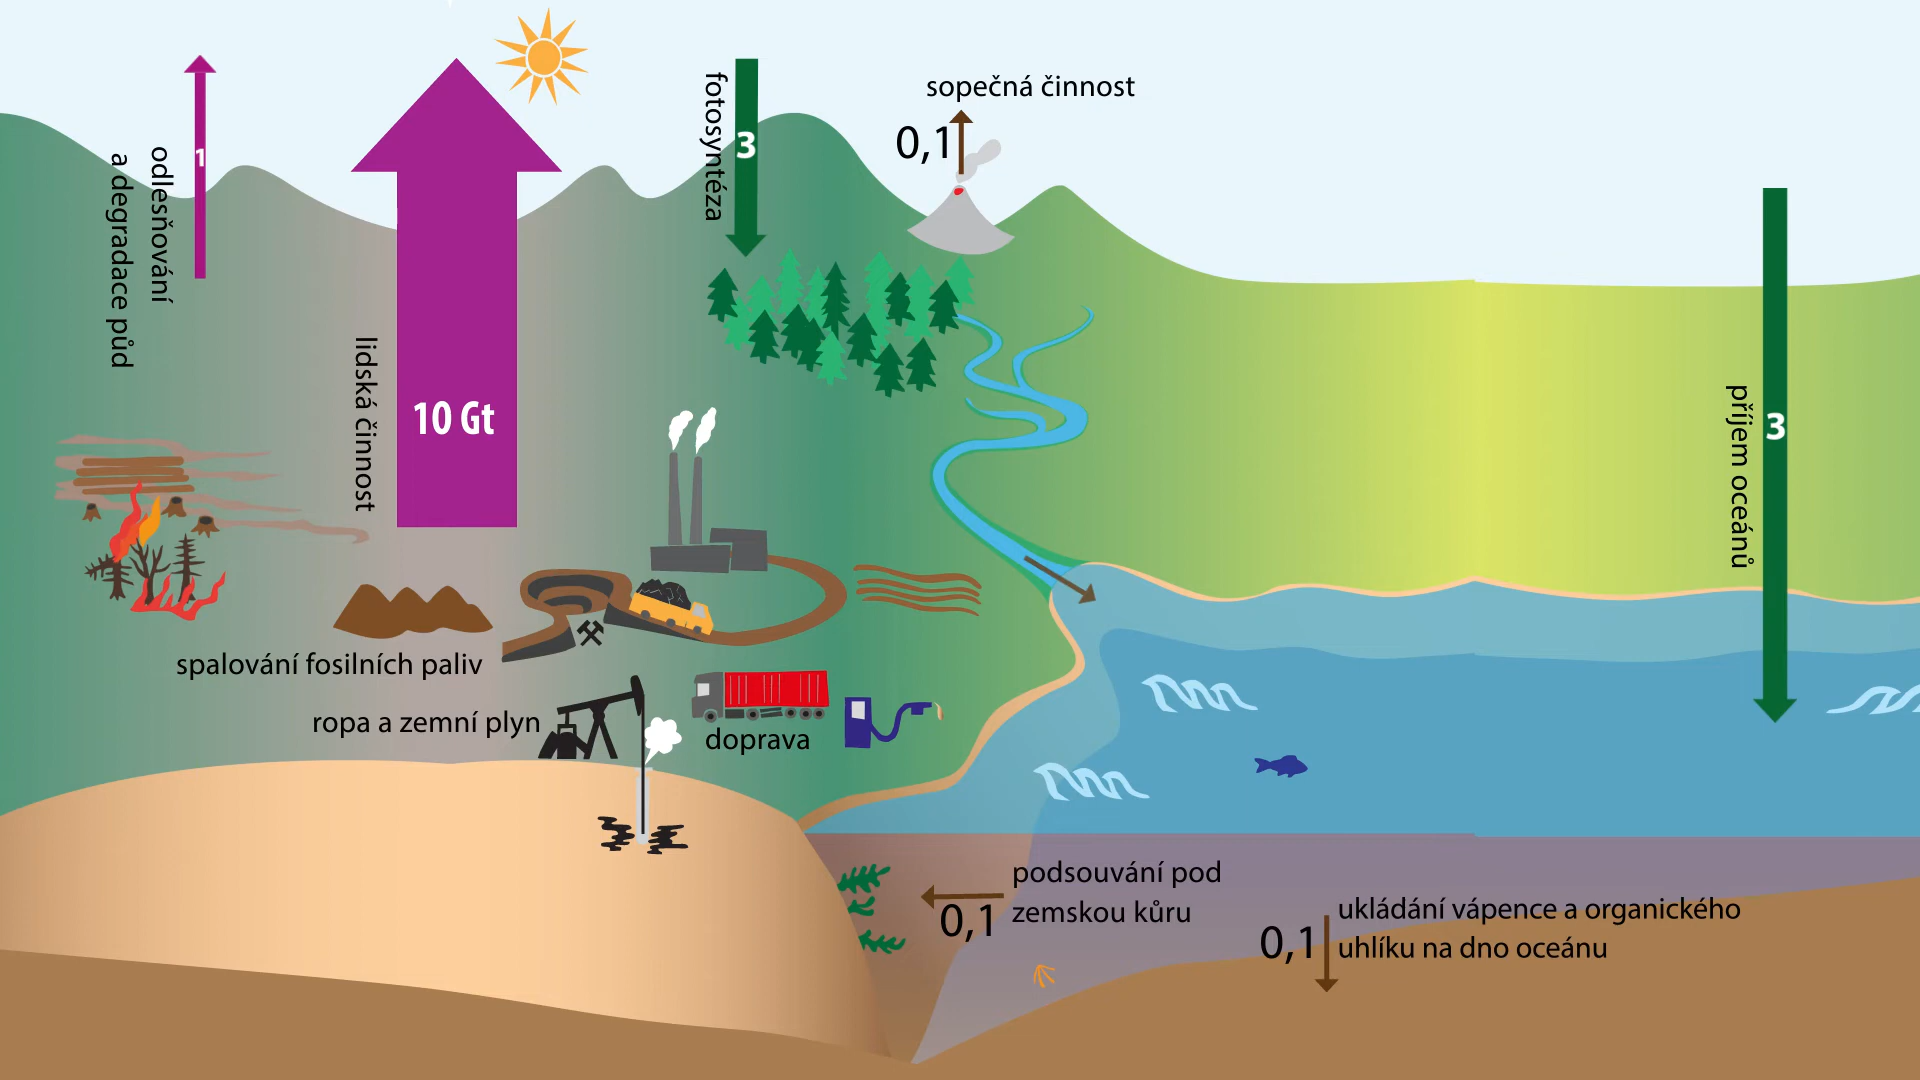 odlesňování
a degradace půd
1
lidská činnost
10 Gt
fotosyntéza
3
sopečná činnost
0,1
příjem oceánů
3
spalování fosilních paliv
ropa a zemní plyn
doprava
podsouvání pod
zemskou kůru
0,1
ukládání vápence a organického
uhlíku na dno oceánu
0,1